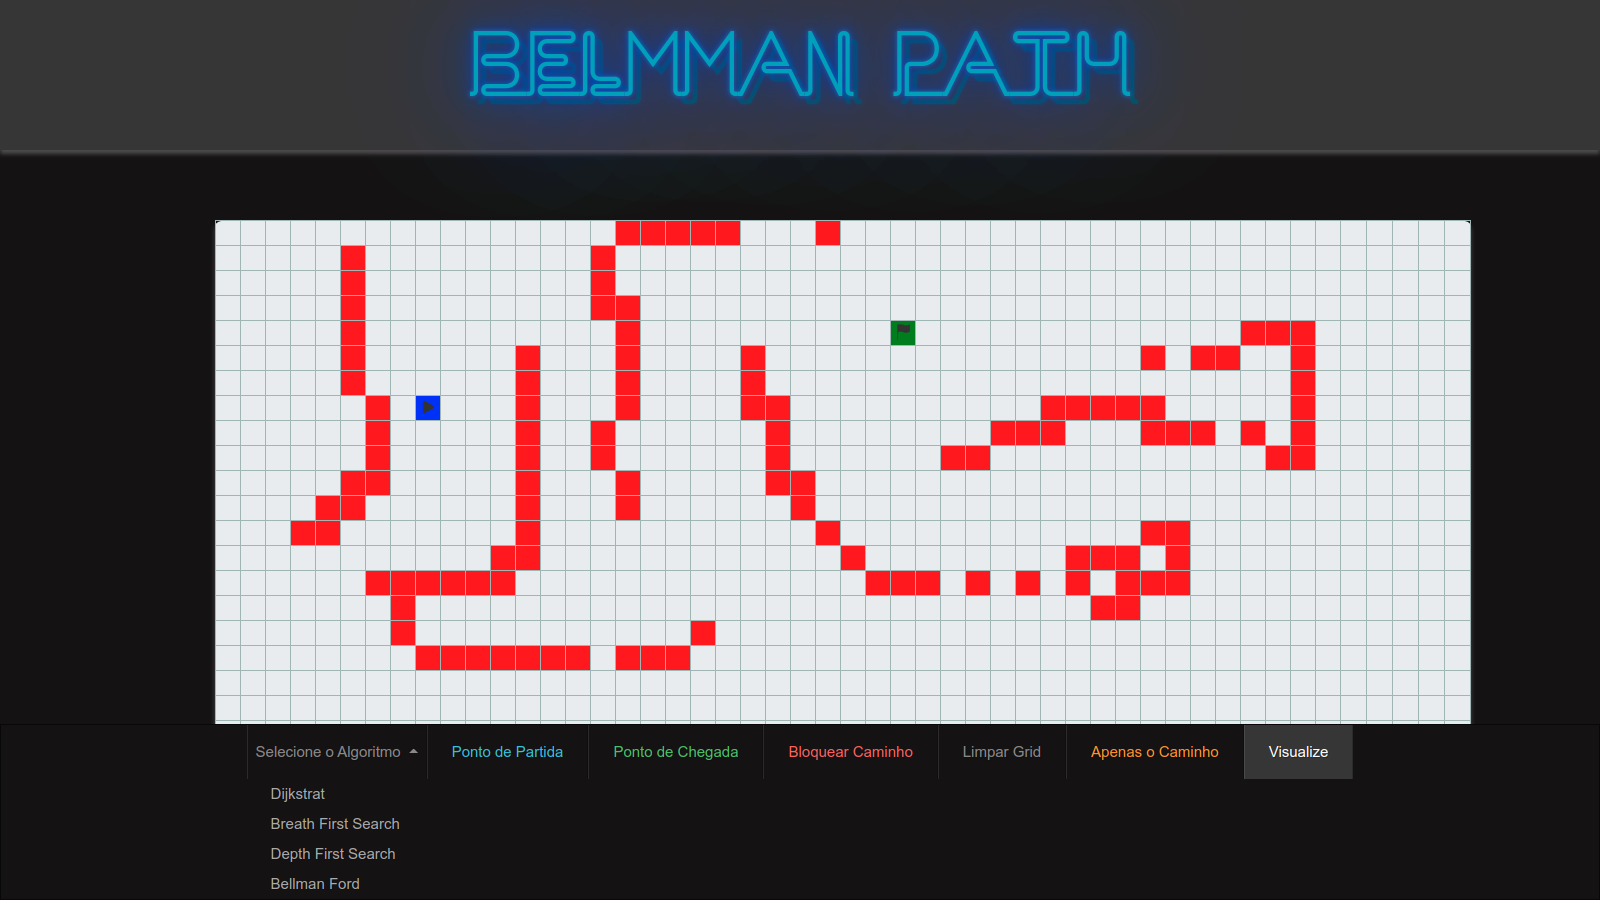 BELMMAN PATH
Selecione o Algoritmo
Ponto de Partida
Ponto de Chegada
Bloquear Caminho
Limpar Grid
Apenas o Caminho
Visualize
Dijkstrat
Breath First Search
Depth First Search
Bellman Ford